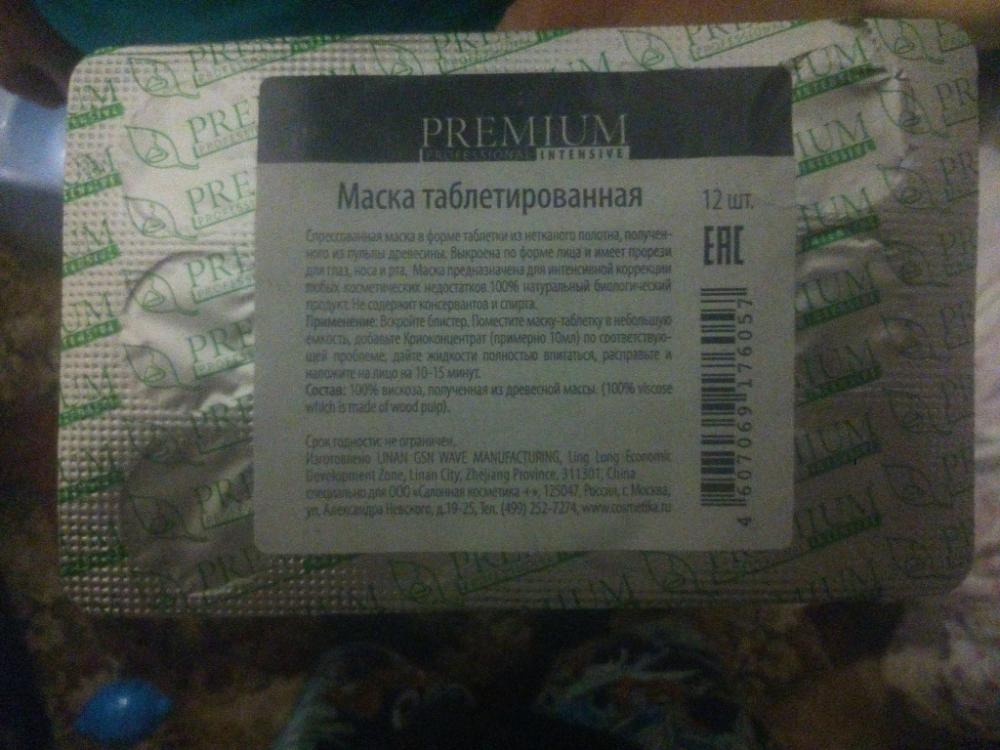 PREMIUM
PROFESSIONAL INTENSIVE
Маска таблетированная
12 шт.
EAC
Спрессованная маска в форме таблетки из нетканого полотна, получен-
ного из пульпы древесины. Выкроена по форме лица и имеет прорези
для глаз, носа и рта. Маска предназначена для интенсивной коррекции
любых косметических недостатков.100% натуральный биологический
продукт. Не содержит консервантов и спирта.
Применение: Вскройте блистер. Поместите маску-таблетку в небольшую
емкость, добавьте Криоконцентрат (примерно 10мл) по соответствую-
щей проблеме, дайте жидкости полностью впитаться, расправьте и
наложите на лицо на 10-15 минут.
Состав: 100% вискоза, полученная из древесной массы. (100% viscose
which is made of wood pulp).
Срок годности: не ограничен.
Изготовлено LINAN GSN WAVE MANUFACTURING, Ling Long Economic
Development Zone, Linan City, Zhejiang Province, 311301, China
специально для ООО «Салонная косметика +», 125047, Россия, г. Москва,
ул. Александра Невского, д.19-25, Тел. (499) 252-7274, www.cosmetika.ru
4 607069 176057